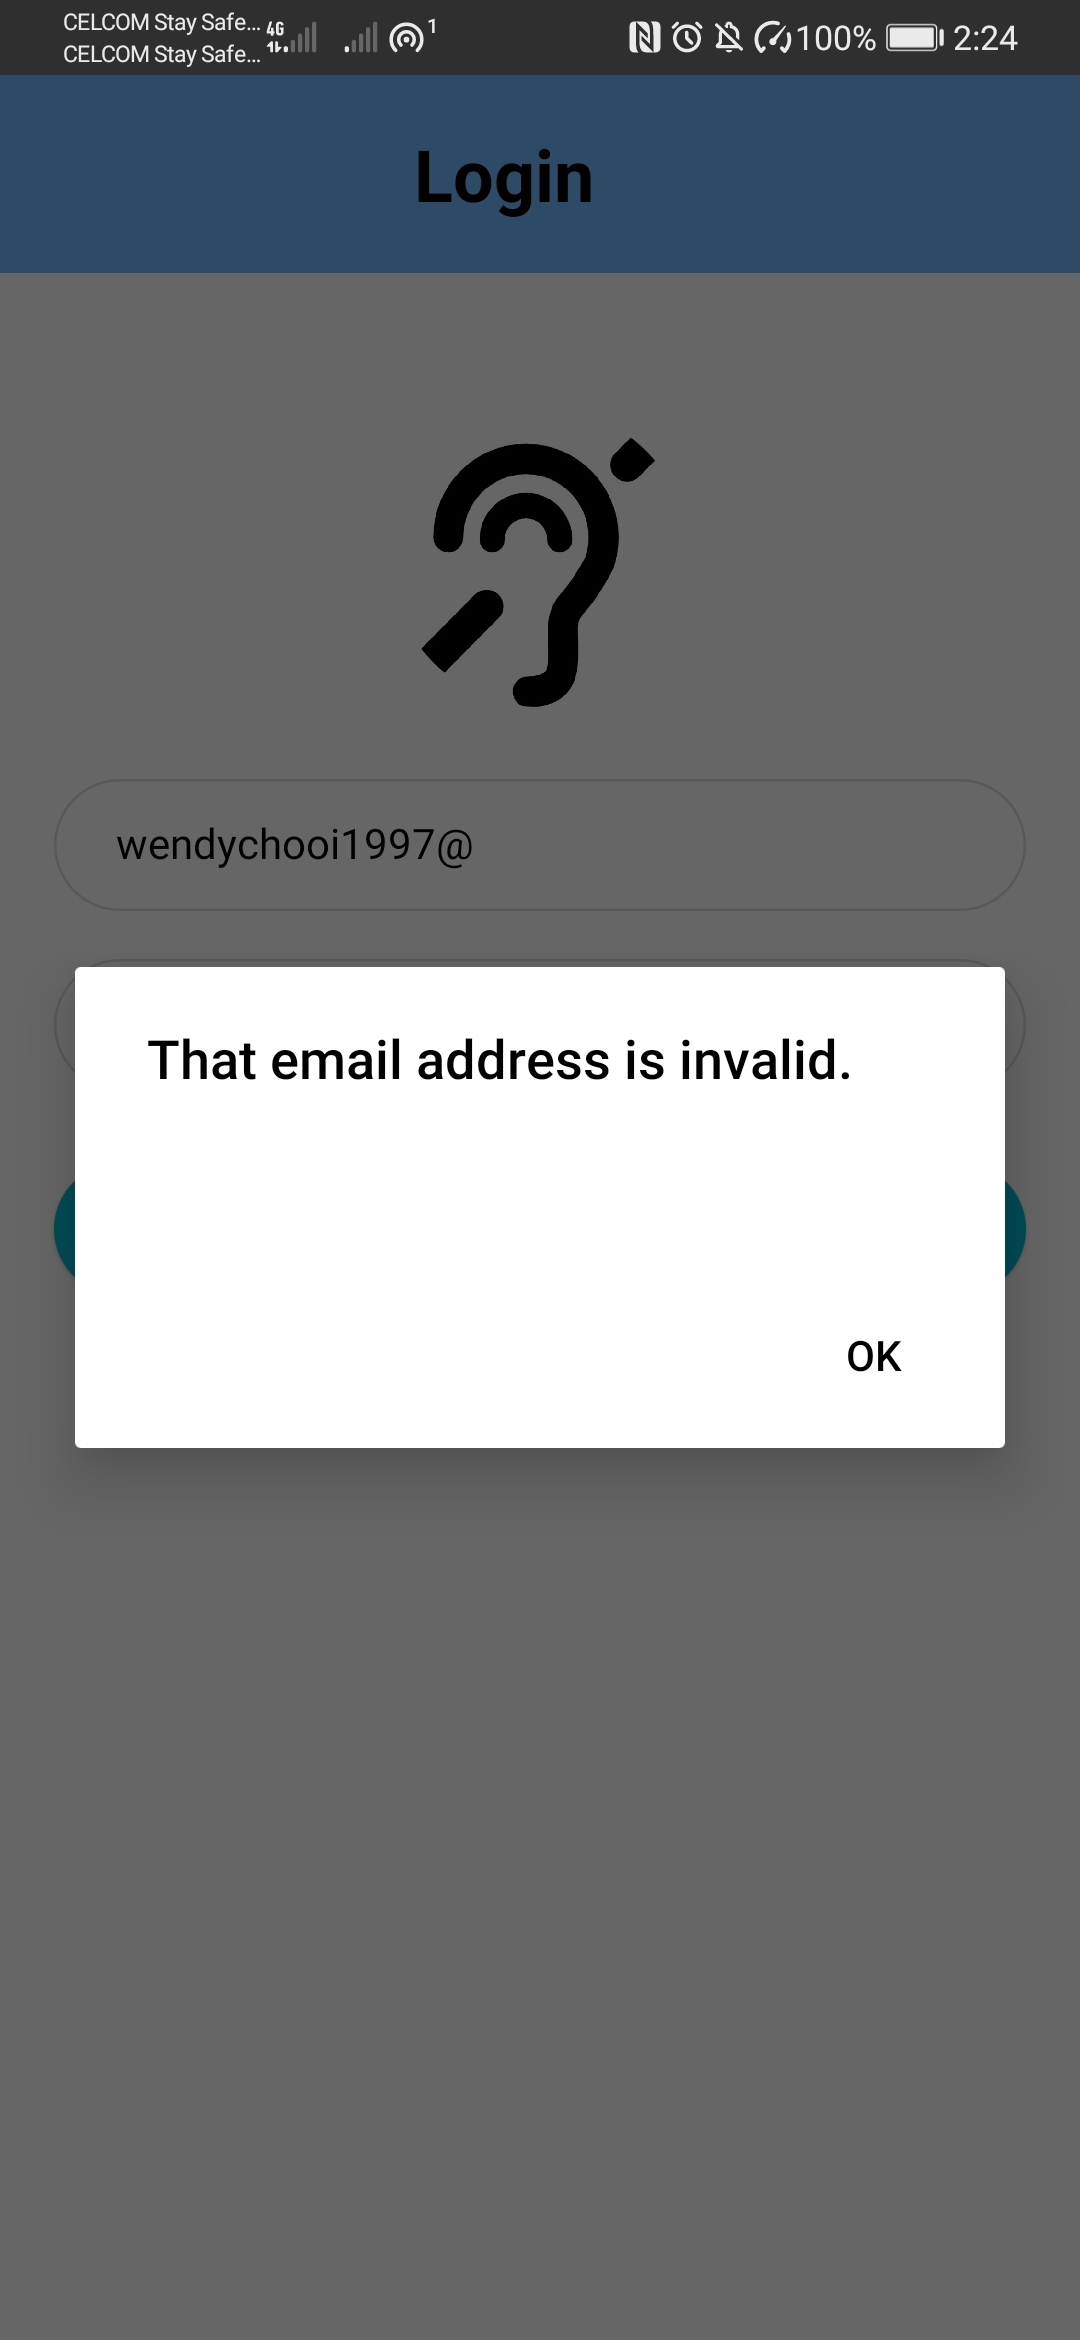 CELCOM Stay Safe...
CELCOM Stay Safe...
4G
1
100%
2:24
Login
wendychooi1997@
That email address is invalid.
OK